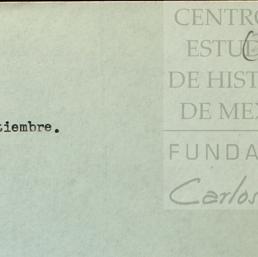 CENTRO
ESTU
DE HIST
DE MEX
FUNDA
Carlos
tiembre.